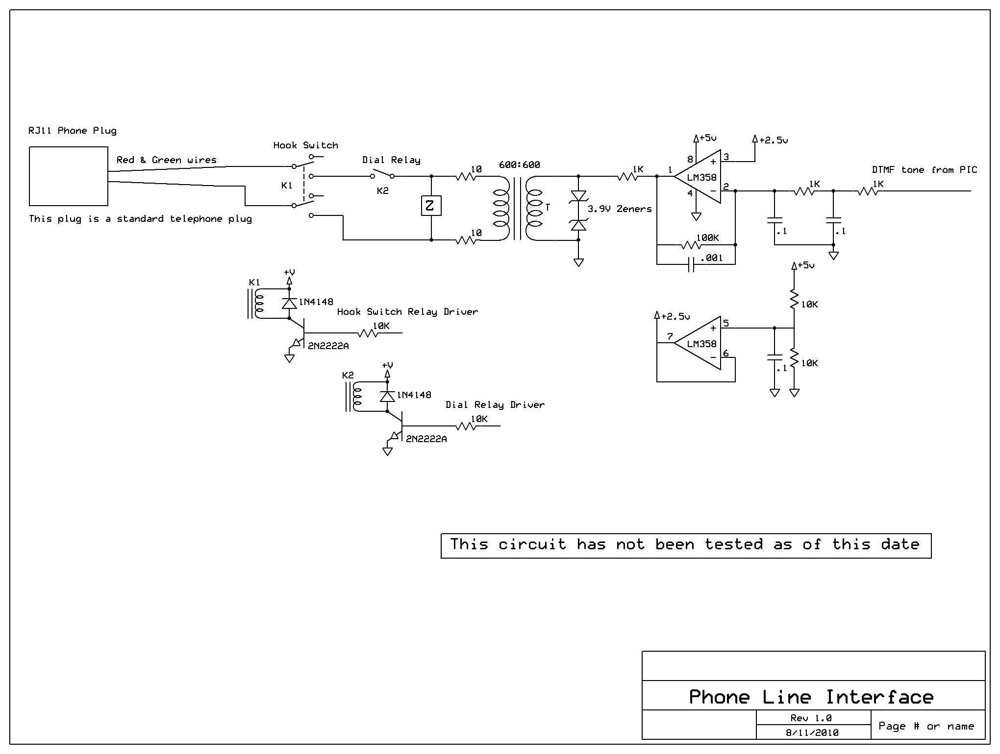 RJ11 Phone Plug
Red & Green wires
This plug is a standard telephone plug
Hook Switch
K1
Dial Relay
K2
Z
10
10
600:600
T
3.9V Zeners
1K
+5v
+2.5v
8
3
+
1
LM358
4
2
-
DTMF tone from PIC
1K
1K
.1
.1
100K
.001
+V
K1
1N4148
Hook Switch Relay Driver
10K
2N2222A
+V
K2
1N4148
Dial Relay Driver
10K
2N2222A
+5v
10K
+2.5v
5
+
7
LM358
6
-
.1
10K
This circuit has not been tested as of this date
Phone Line Interface
Rev 1.0
8/11/2010
Page # or name